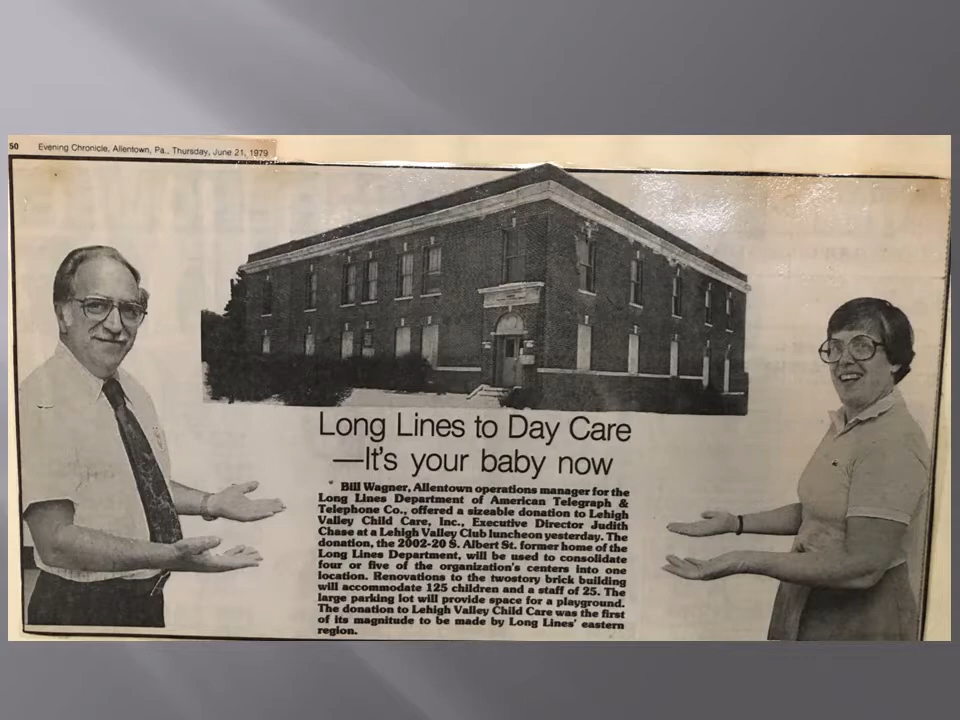 50 Evening Chronicle, Allentown, Pa., Thursday, June 21, 1979
Long Lines to Day Care
—It's your baby now
Bill Wagner, Allentown operations manager for the
Long Lines Department of American Telegraph &
Telephone Co., offered a sizeable donation to Lehigh
Valley Child Care, Inc., Executive Director Judith
Chase at a Lehigh Valley Club luncheon yesterday. The
donation, the 2002-20 S. Albert St. former home of the
Long Lines Department, will be used to consolidate
four or five of the organization's centers into one
location. Renovations to the twostory brick building
will accommodate 125 children and a staff of 25. The
large parking lot will provide space for a playground.
The donation to Lehigh Valley Child Care was the first
of its magnitude to be made by Long Lines' eastern
region.